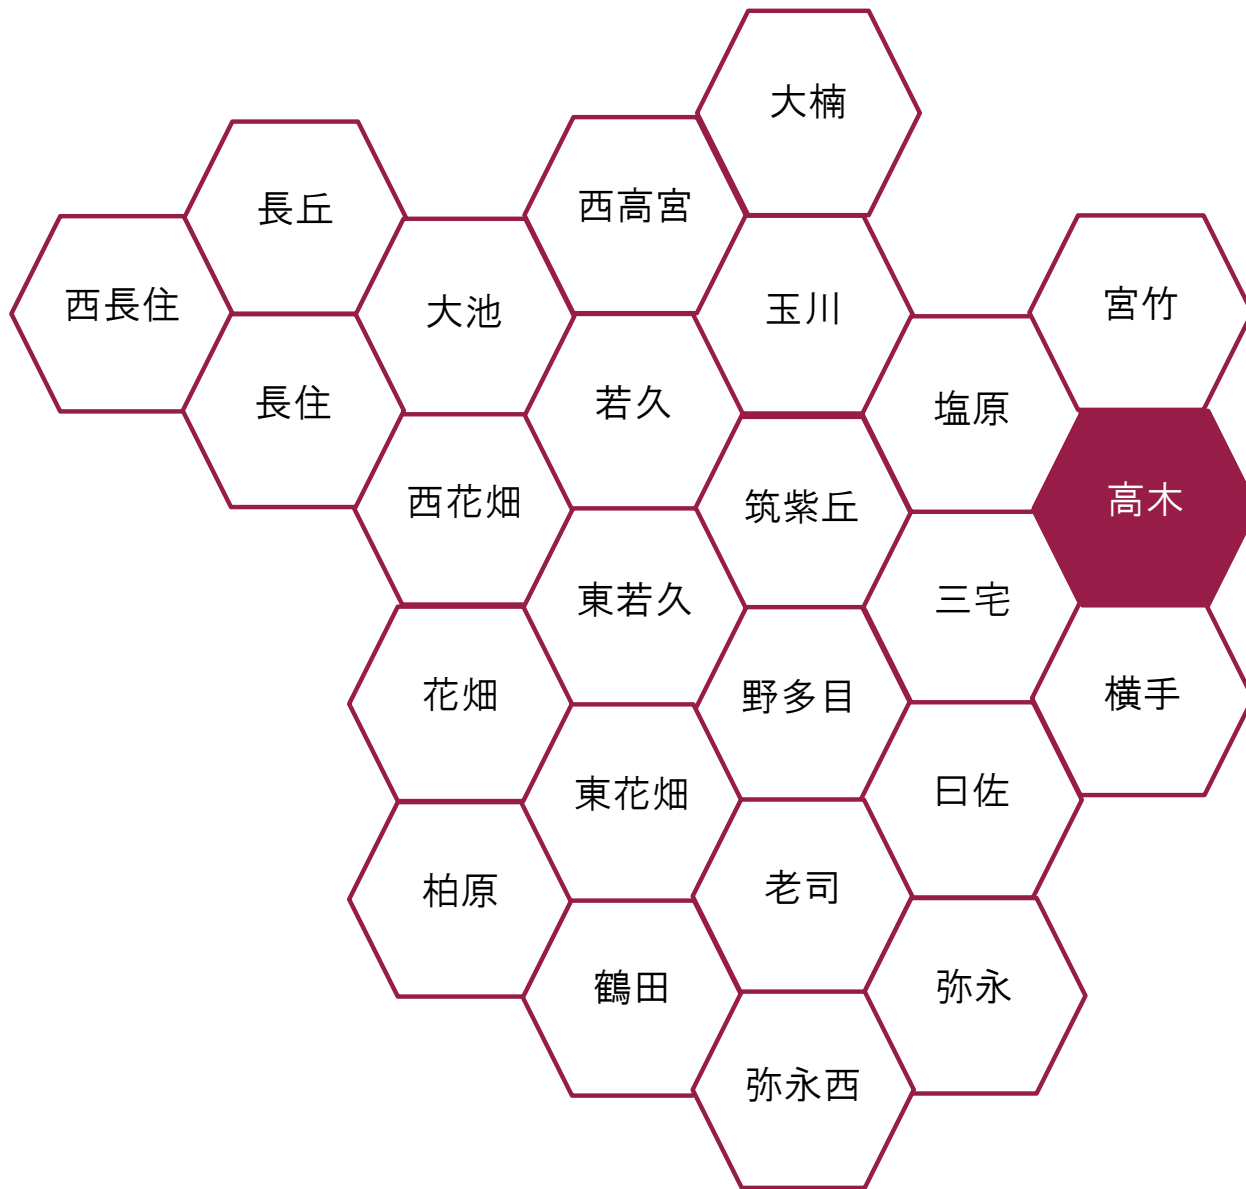 大楠
西高宮
長丘
西長住
大池
玉川
宮竹
長住
若久
塩原
西花畑
筑紫丘
高木
東若久
三宅
花畑
野多目
横手
東花畑
曰佐
柏原
老司
鶴田
弥永
弥永西